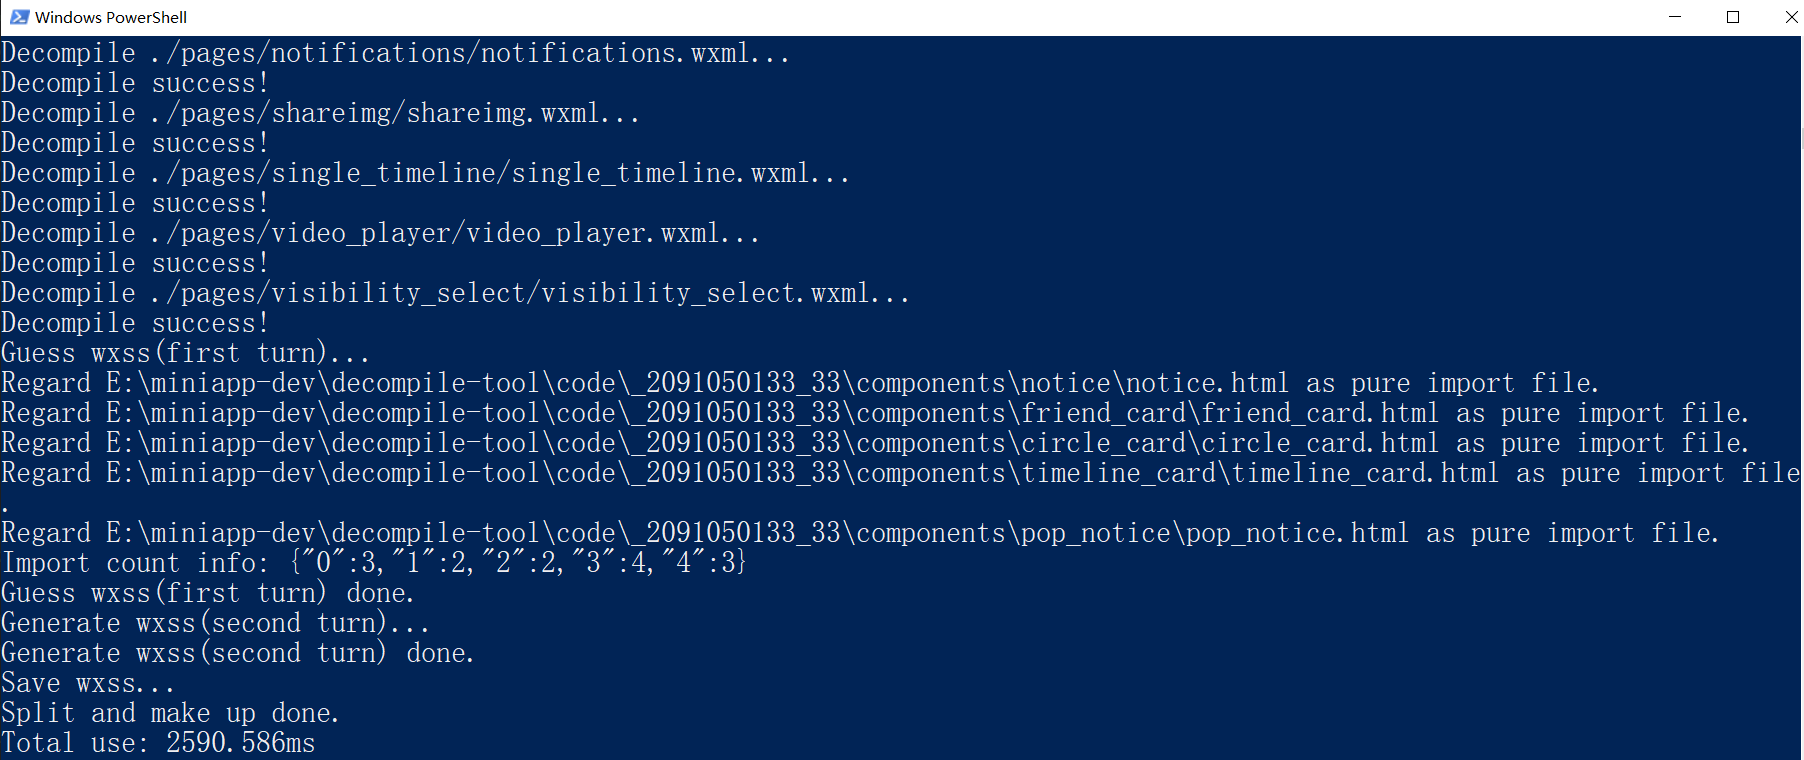 Windows PowerShell
Decompile ./pages/notifications/notifications.wxml...
Decompile success!
Decompile ./pages/shareimg/shareimg.wxml...
Decompile success!
Decompile ./pages/single_timeline/single_timeline.wxml...
Decompile success!
Decompile ./pages/video_player/video_player.wxml...
Decompile success!
Decompile ./pages/visibility_select/visibility_select.wxml...
Decompile success!
Guess wxss(first turn)...
Regard E:\miniapp-dev\decompile-tool\code\_2091050133_33\components\notice\notice.html as pure import file.
Regard E:\miniapp-dev\decompile-tool\code\_2091050133_33\components\friend_card\friend_card.html as pure import file.
Regard E:\miniapp-dev\decompile-tool\code\_2091050133_33\components\circle_card\circle_card.html as pure import file.
Regard E:\miniapp-dev\decompile-tool\code\_2091050133_33\components\timeline_card\timeline_card.html as pure import file
.
Regard E:\miniapp-dev\decompile-tool\code\_2091050133_33\components\pop_notice\pop_notice.html as pure import file.
Import count info: {"0":3,"1":2,"2":2,"3":4,"4":3}
Guess wxss(first turn) done.
Generate wxss(second turn)...
Generate wxss(second turn) done.
Save wxss...
Split and make up done.
Total use: 2590.586ms